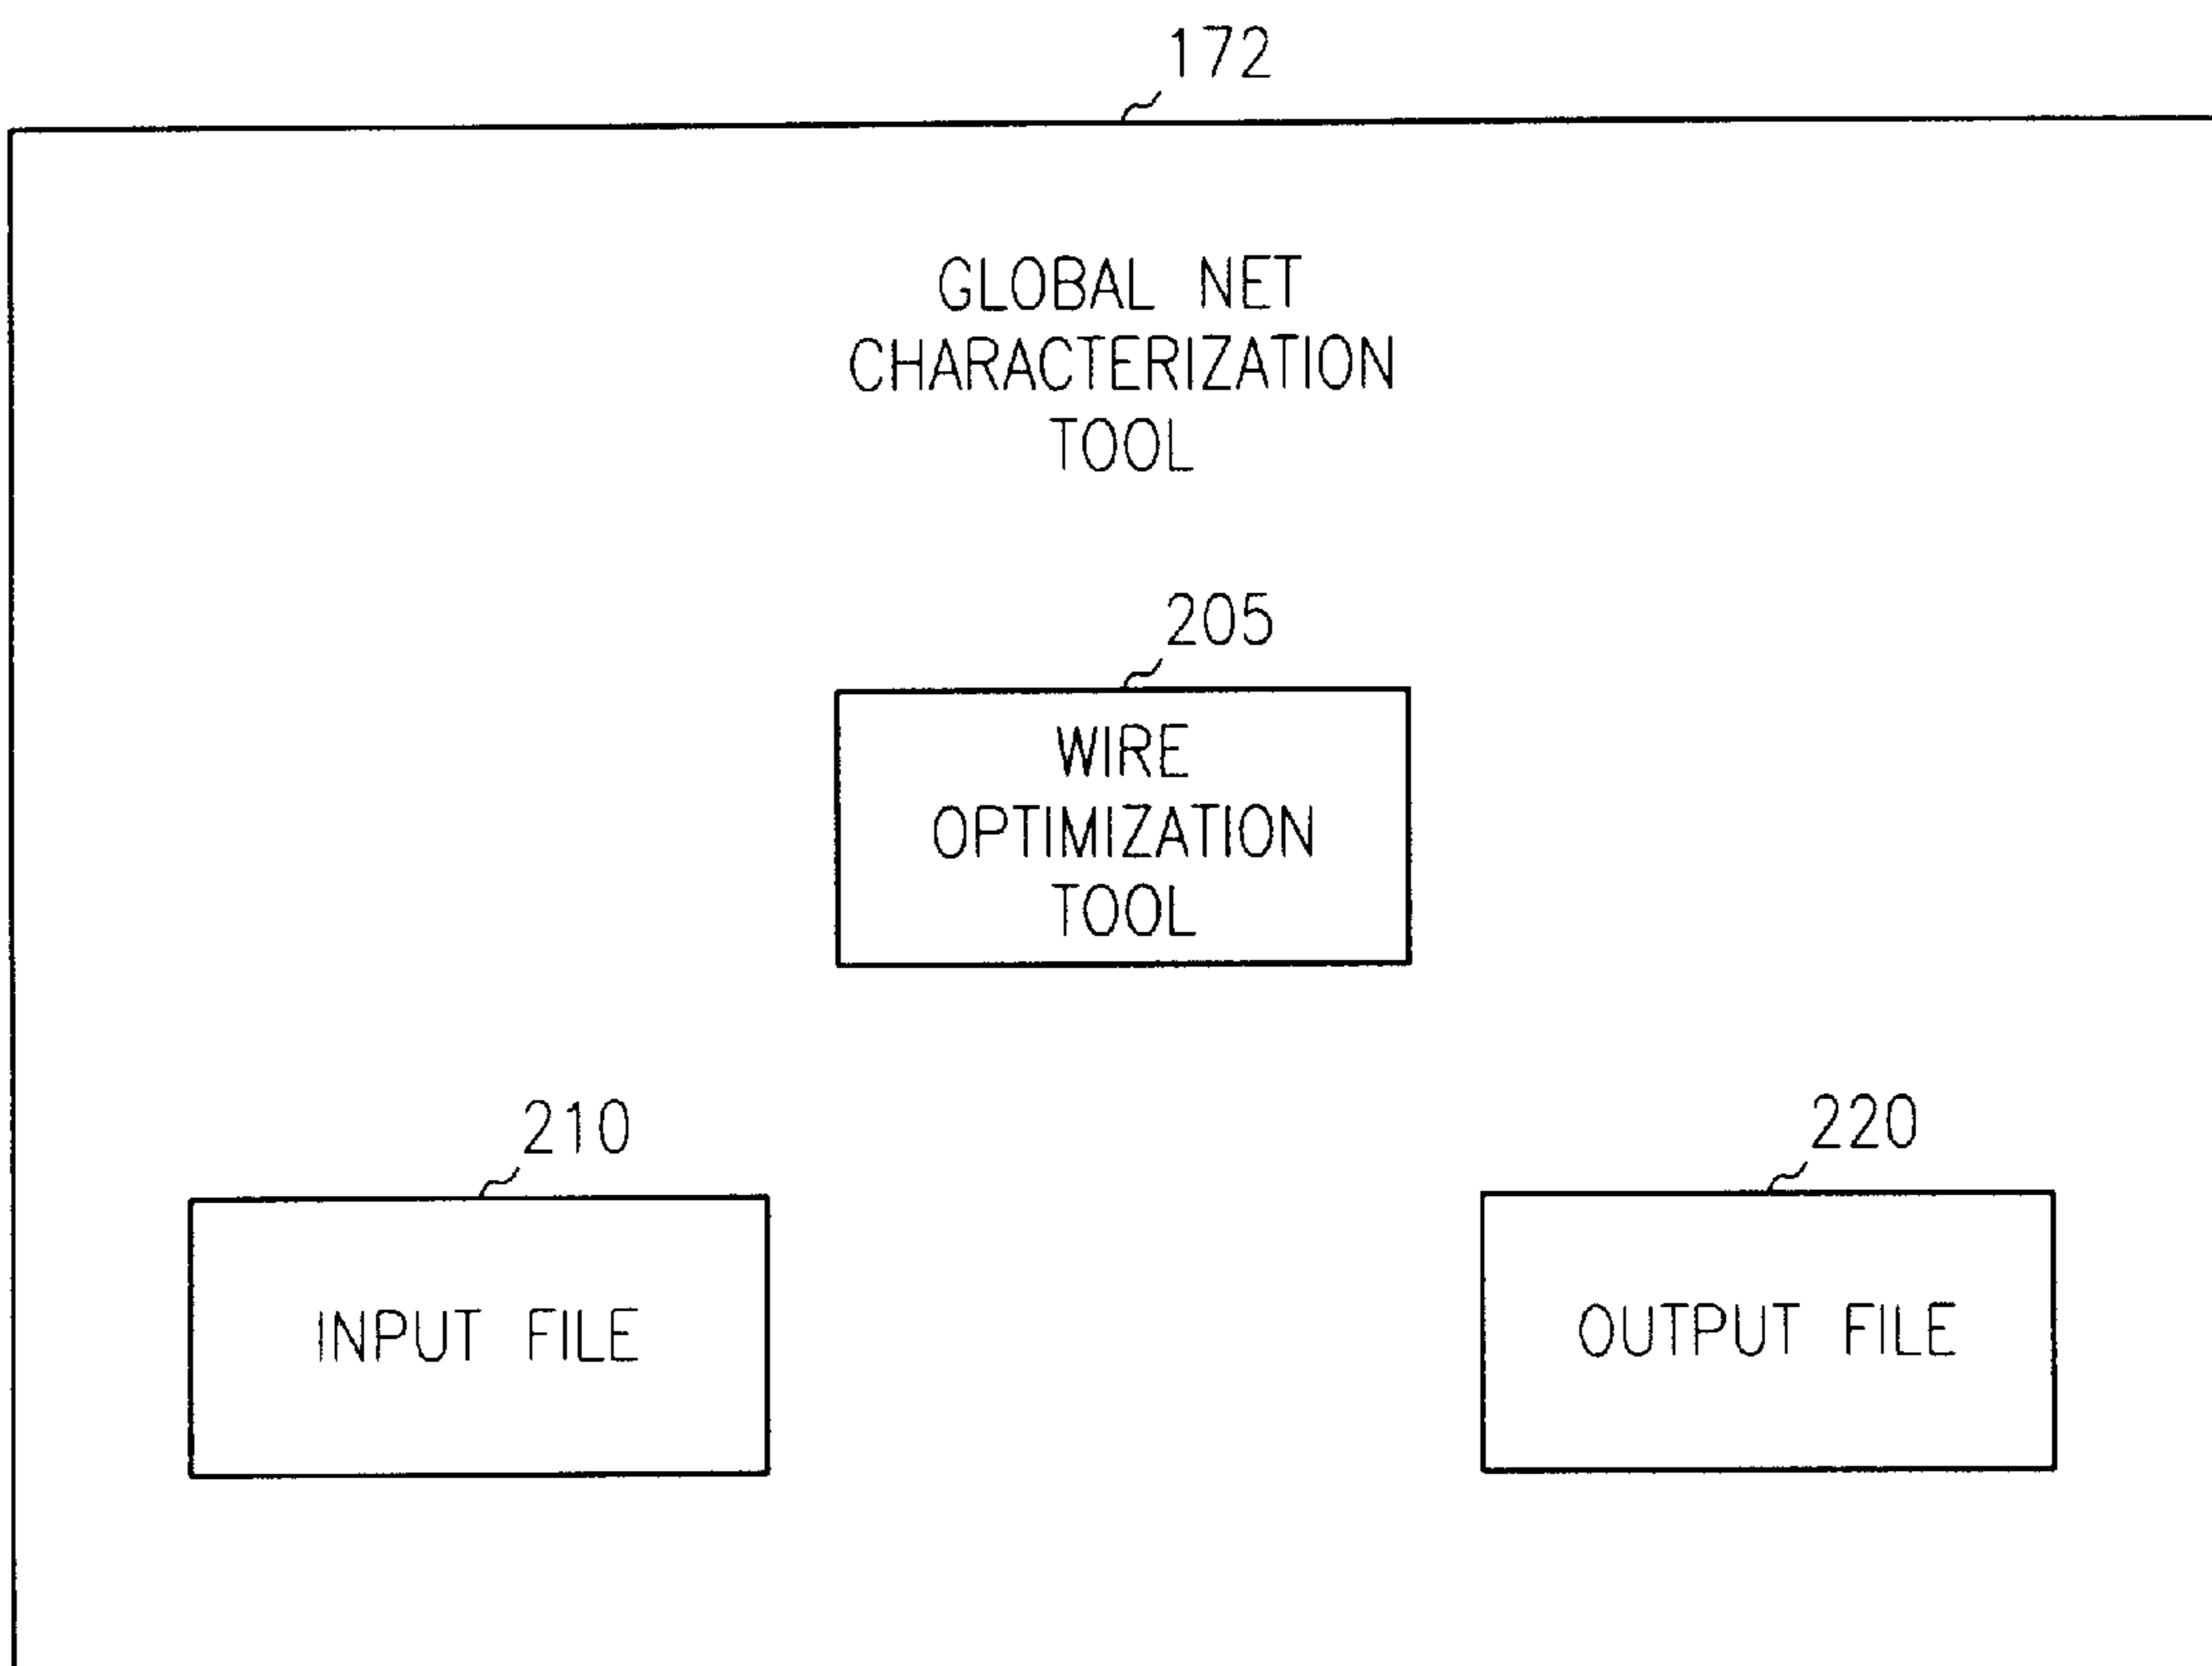 172
GLOBAL NET
CHARACTERIZATION
TOOL
205
WIRE
OPTIMIZATION
TOOL
210
220
INPUT FILE
OUTPUT FILE